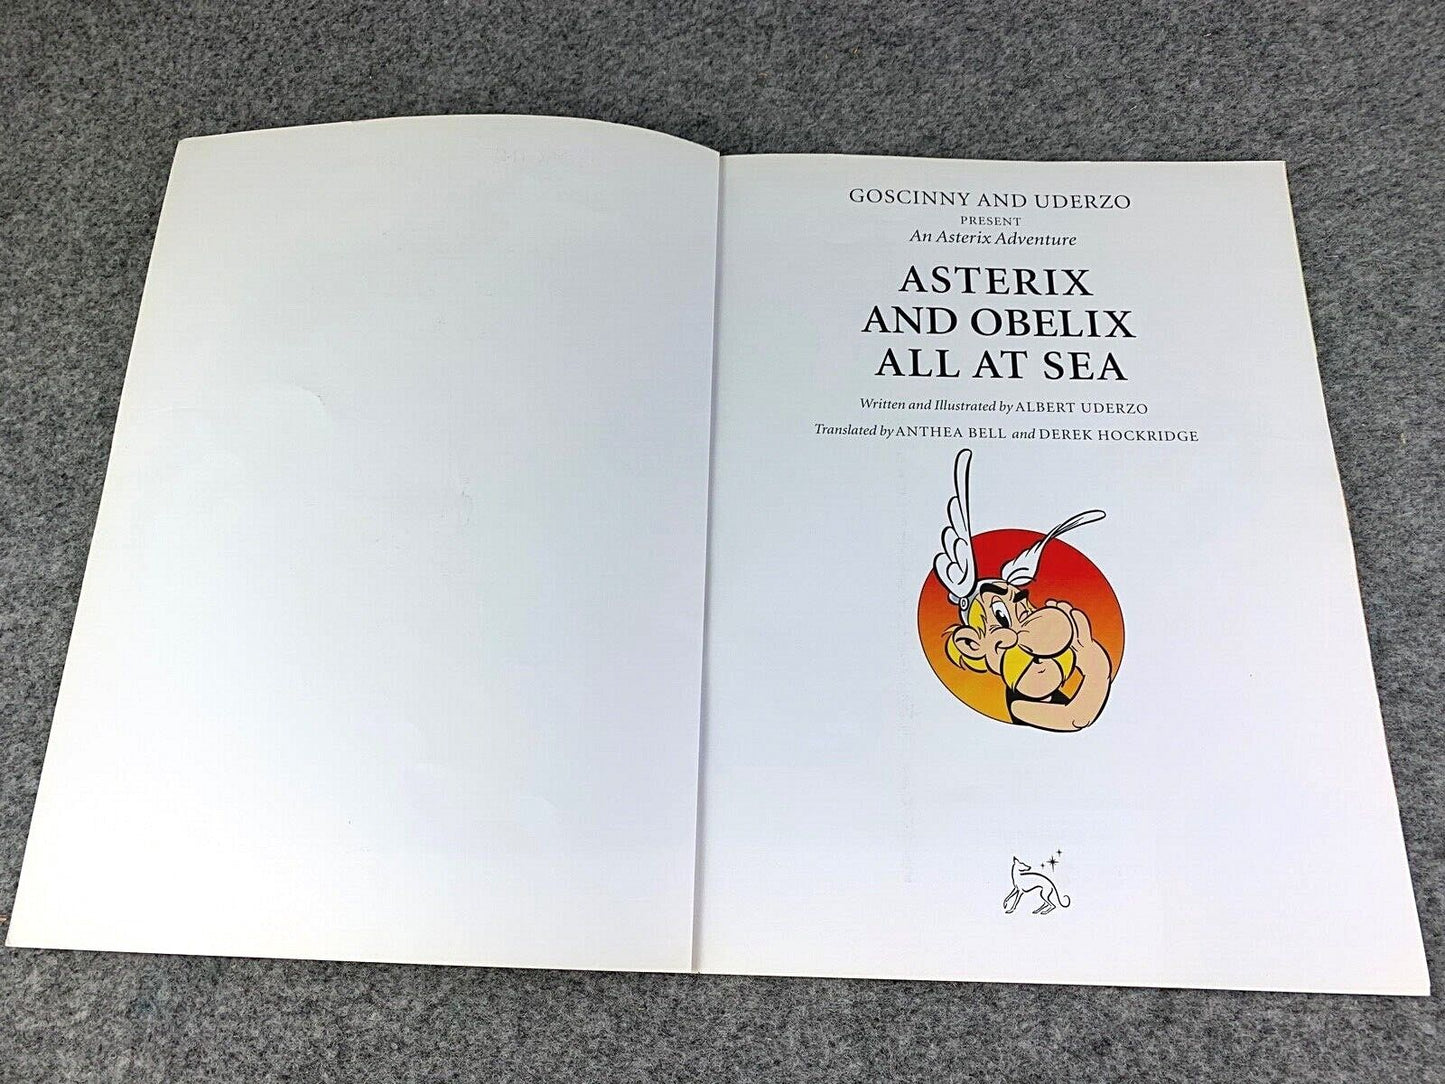 GOSCINNY AND UDERZO
PRESENT
An Asterix Adventure
ASTERIX
AND OBELIX
ALL AT SEA
Written and Illustrated by ALBERT UDERZO
Translated by ANTHEA BELL and DEREK HOCKRIDGE